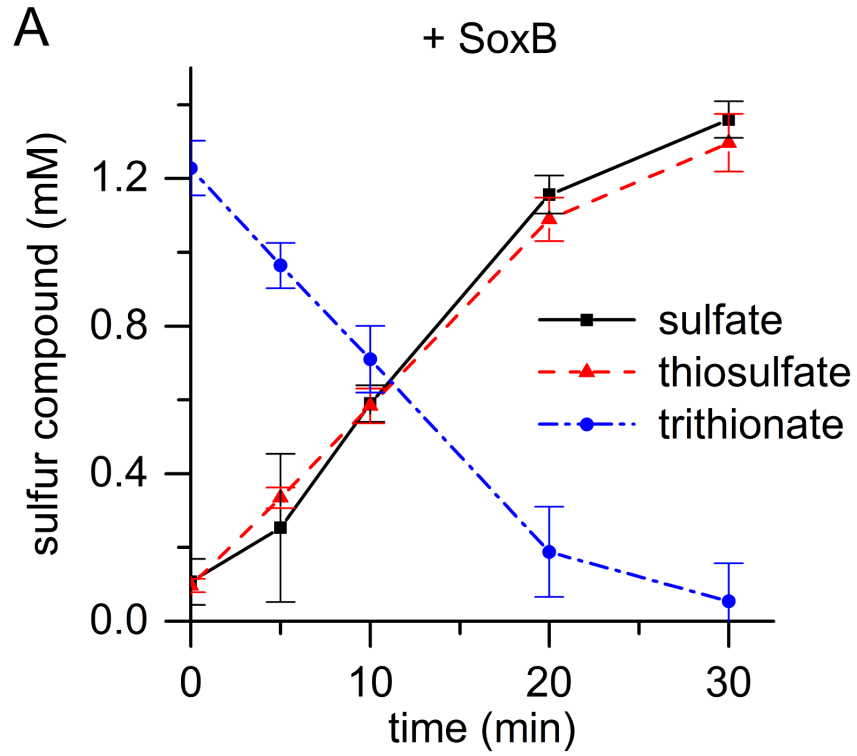 A
+ SoxB
sulfur compound (mM)
1.2
0.8
0.4
0.0
sulfate
thiosulfate
trithionate
0 10 20 30
time (min)